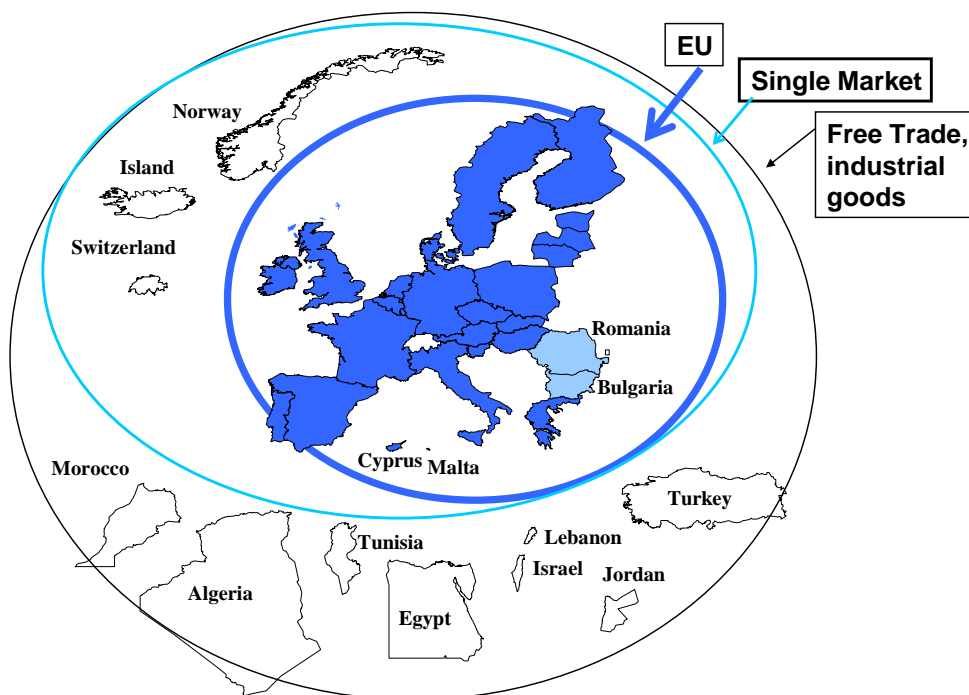 EU
Single Market
Free Trade,
industrial
goods
Norway
Island
Switzerland
Romania
Bulgaria
Cyprus
Malta
Morocco
Turkey
Tunisia
Lebanon
Israel
Jordan
Algeria
Egypt